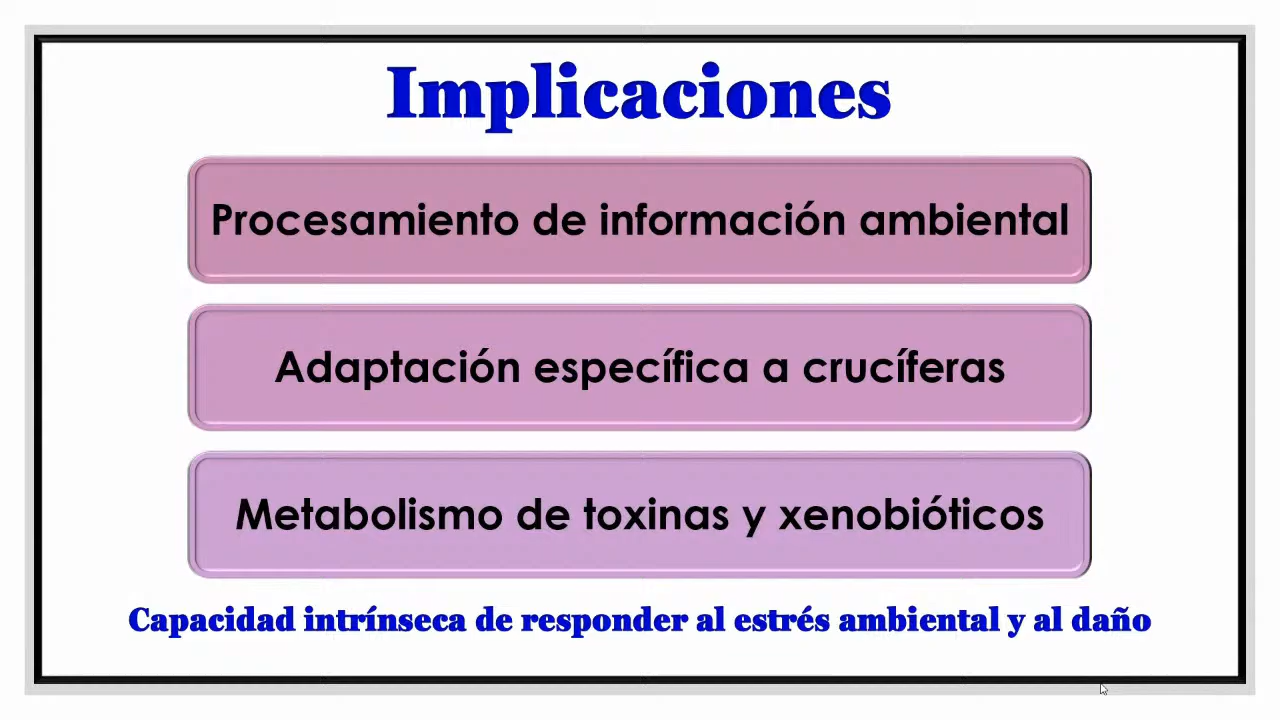 Implicaciones
Procesamiento de información ambiental
Adaptación específica a crucíferas
Metabolismo de toxinas y xenobióticos
Capacidad intrínseca de responder al estrés ambiental y al daño